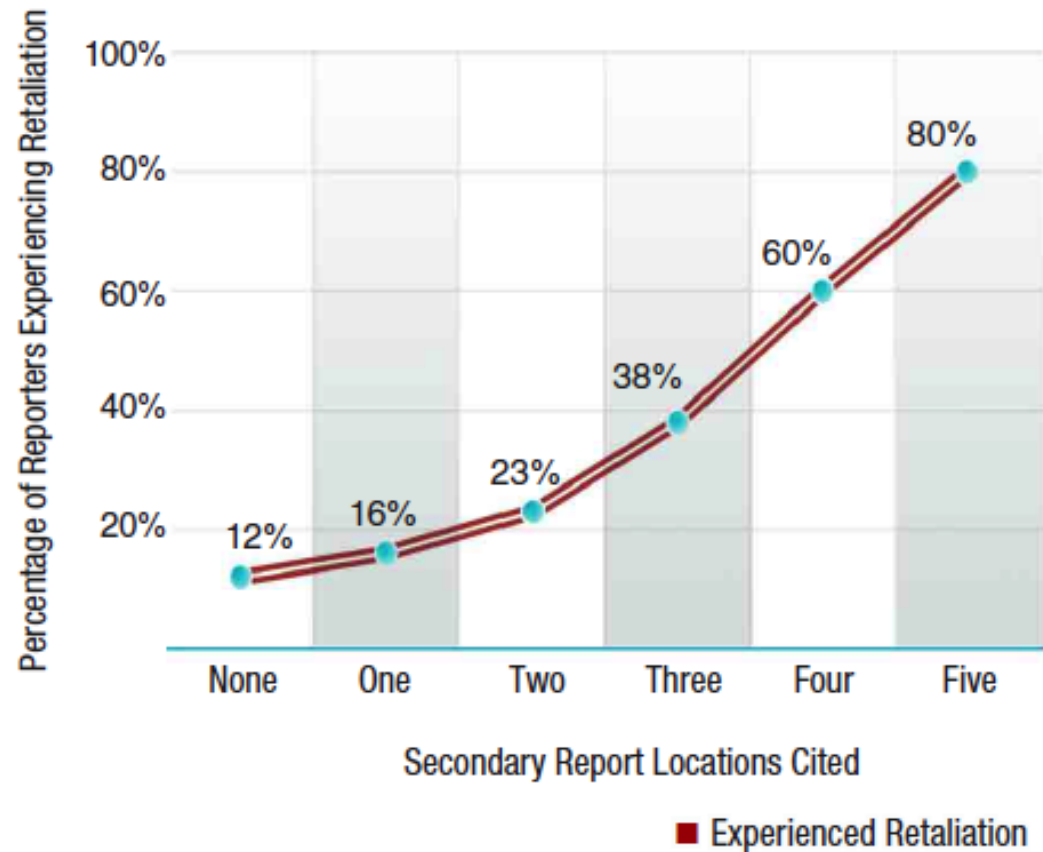 Percentage of Reporters Experiencing Retaliation
100%
80%
60%
40%
20%
12%
16%
23%
38%
60%
80%
None One Two Three Four Five
Secondary Report Locations Cited
Experienced Retaliation